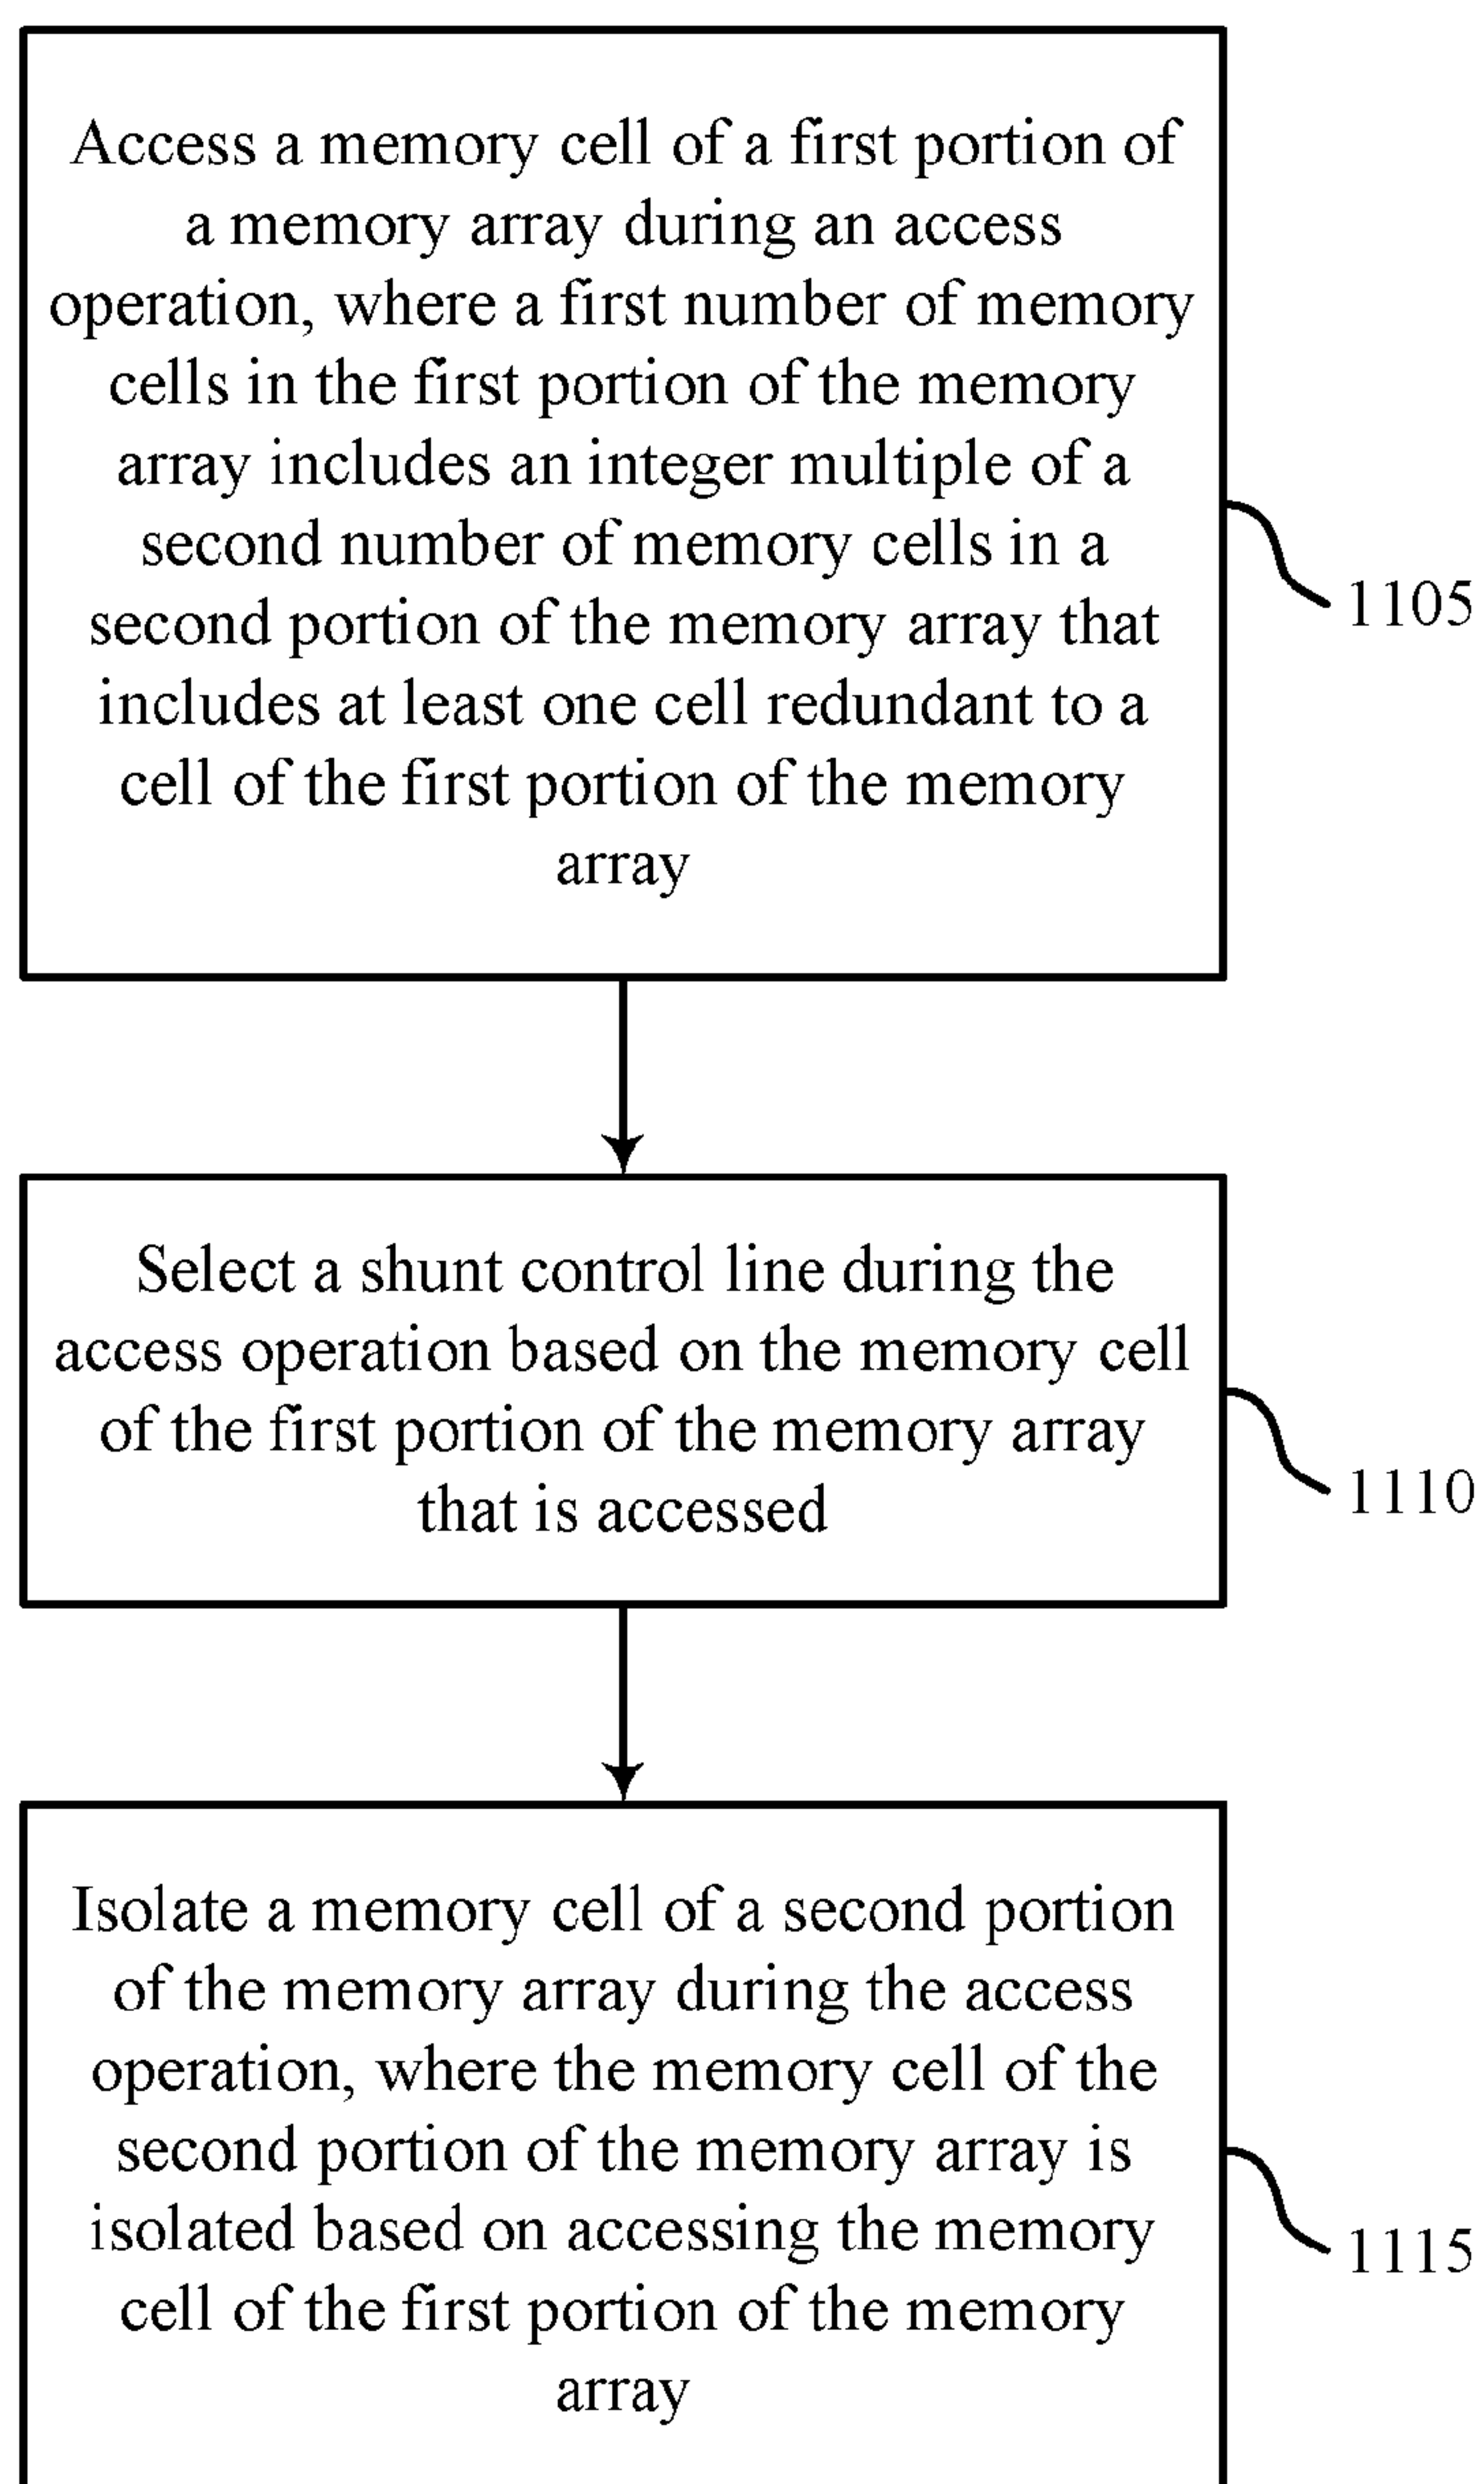 Access a memory cell of a first portion of
a memory array during an access
operation, where a first number of memory
cells in the first portion of the memory
array includes an integer multiple of a
second number of memory cells in a
second portion of the memory array that
includes at least one cell redundant to a
cell of the first portion of the memory
array
1105
Select a shunt control line during the
access operation based on the memory cell
of the first portion of the memory array
that is accessed
1110
Isolate a memory cell of a second portion
of the memory array during the access
operation, where the memory cell of the
second portion of the memory array is
isolated based on accessing the memory
cell of the first portion of the memory
array
1115